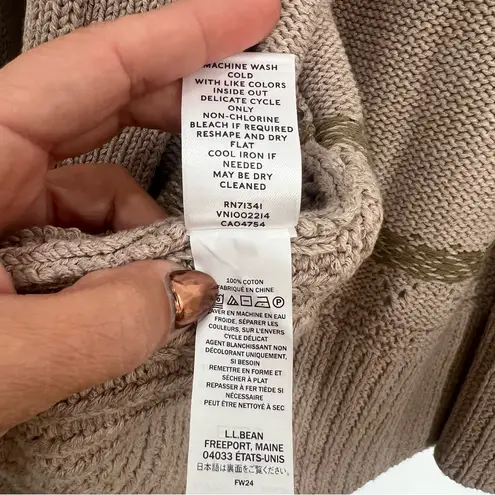 MACHINE WASH
COLD
WITH LIKE COLORS
INSIDE OUT
DELICATE CYCLE
ONLY
NON-CHLORINE
BLEACH IF REQUIRED
RESHAPE AND DRY
FLAT
COOL IRON IF
NEEDED
MAY BE DRY
CLEANED
RN71341
VN1002214
CA04754
100% COTON
FABRIQUÉ EN CHINE
LAVER EN MACHINE EN EAU
FROIDE, SÉPARER LES
COULEURS, SUR L'ENVERS
CYCLE DÉLICAT
AGENT BLANCHISSANT NON
DÉCOLORANT UNIQUEMENT,
SI BESOIN
REMETTRE EN FORME ET
SÉCHER À PLAT
REPASSER À FER TIÈDE SI
NÉCESSAIRE
PEUT ÊTRE NETTOYÉ À SEC
L.L.BEAN
FREEPORT, MAINE
04033 ÉTATS-UNIS
日本語は裏面をご覧ください。
FW24